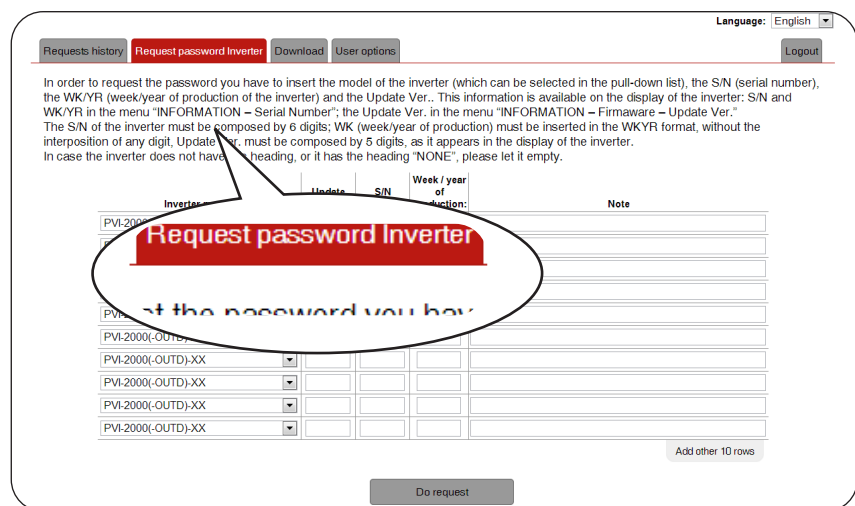 Language: English
Requests history Request password Inverter Download User options Logout
In order to request the password you have to insert the model of the inverter (which can be selected in the pull-down list), the S/N (serial number),
the WK/YR (week/year of production of the inverter) and the Update Ver.. This information is available on the display of the inverter: S/N and
WK/YR in the menu “INFORMATION – Serial Number”; the Update Ver. in the menu “INFORMATION – Firmaware – Update Ver.”
The S/N of the inverter must be composed by 6 digits; WK (week/year of production) must be inserted in the WKYR format, without the
interposition of any digit, Update Ver. must be composed by 5 digits, as it appears in the display of the inverter.
In case the inverter does not have heading, or it has the heading “NONE”, please let it empty.
Week / year
Update S/N of
Inverter Note
PVI-200
Request password Inverter
the password you hav
PVI-2000(-OUTD)-XX
PVI-2000(-OUTD)-XX
PVI-2000(-OUTD)-XX
PVI-2000(-OUTD)-XX
Add other 10 rows
Do request